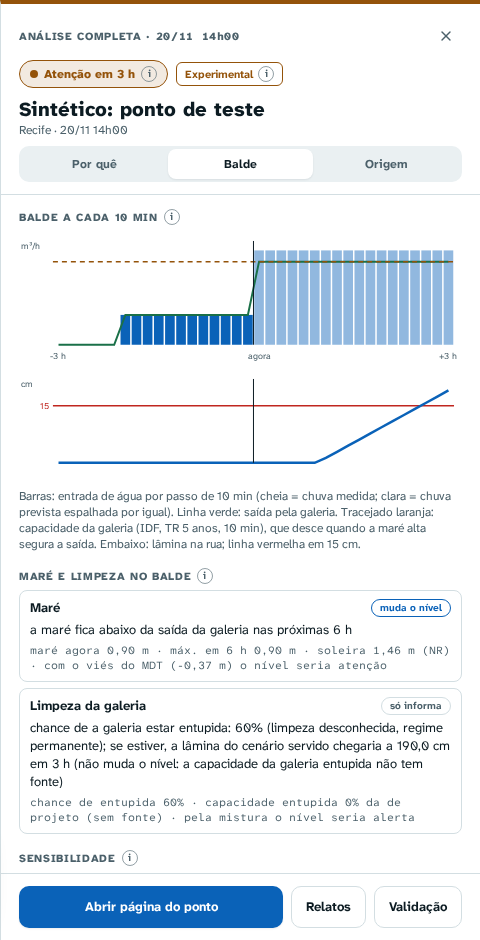 ANÁLISE COMPLETA · 20/11 14h00
Atenção em 3 h i
Experimental i
Sintético: ponto de teste
Recife · 20/11 14h00
Por quê Balde Origem
BALDE A CADA 10 MIN i
m³/h
-3 h agora +3 h
cm
15
Barras: entrada de água por passo de 10 min (cheia = chuva medida; clara = chuva
prevista espalhada por igual). Linha verde: saída pela galeria. Tracejado laranja:
capacidade da galeria (IDF, TR 5 anos, 10 min), que desce quando a maré alta
segura a saída. Embaixo: lâmina na rua; linha vermelha em 15 cm.
MARÉ E LIMPEZA NO BALDE i
Maré muda o nível
a maré fica abaixo da saída da galeria nas próximas 6 h
maré agora 0,90 m · máx. em 6 h 0,90 m · soleira 1,46 m (NR)
· com o viés do MDT (-0,37 m) o nível seria atenção
Limpeza da galeria só informa
chance de a galeria estar entupida: 60% (limpeza desconhecida, regime
permanente); se estiver, a lâmina do cenário servido chegaria a 190,0 cm
em 3 h (não muda o nível: a capacidade da galeria entupida não tem
fonte)
chance de entupida 60% · capacidade entupida 0% da de
projeto (sem fonte) · pela mistura o nível seria alerta
SENSIBILIDADE i
Abrir página do ponto Relatos Validação